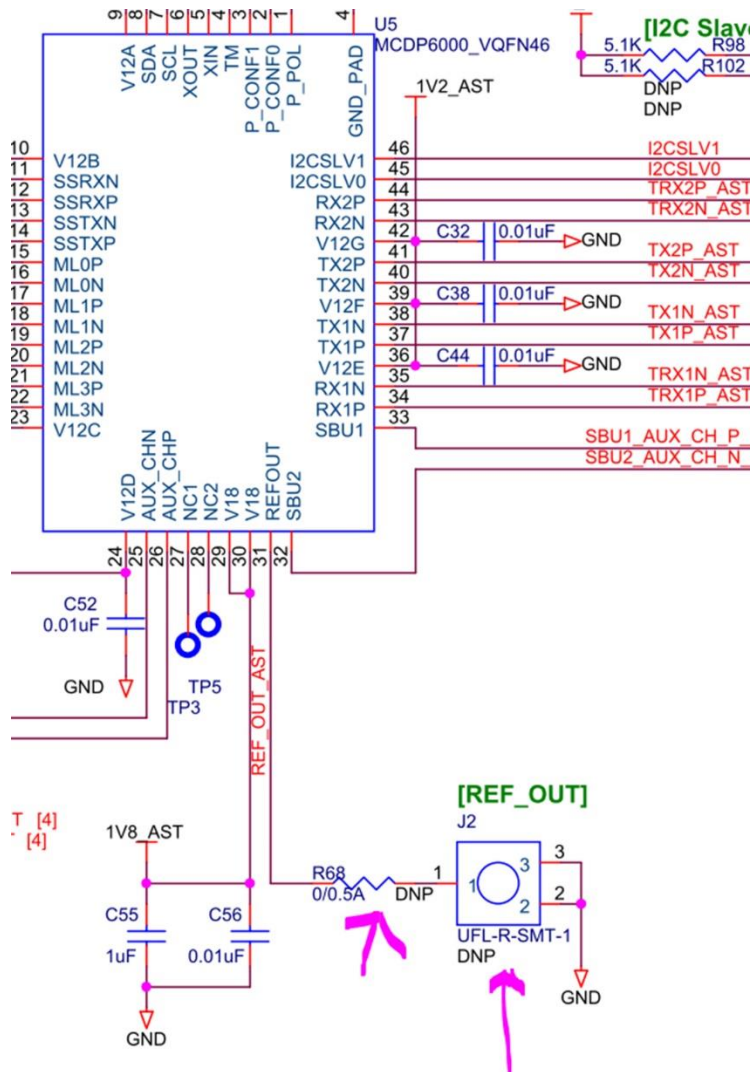 9 8 7 6 5 4 3 2 1 4
U5
MCDP6000_VQFN46
V12A
SDA
SCL
XOUT
XIN
TM
P_CONF1
P_CONF0
P_POL
GND_PAD
[I2C Slave
5.1K R98
5.1K R102
DNP
DNP
1V2_AST
10 V12B
11 SSRXN
12 SSRXP
13 SSTXN
14 SSTXP
15 ML0P
16 ML0N
17 ML1P
18 ML1N
19 ML2P
20 ML2N
21 ML3P
22 ML3N
23 V12C
I2CSLV1 46 I2CSLV1
I2CSLV0 45 I2CSLV0
RX2P 44 TRX2P_AST
RX2N 43 TRX2N_AST
V12G 42 C32 0.01uF GND
TX2P 41 TX2P_AST
TX2N 40 TX2N_AST
V12F 39 C38 0.01uF GND
TX1N 38 TX1N_AST
TX1P 37 TX1P_AST
V12E 36 C44 0.01uF GND
RX1N 35 TRX1N_AST
RX1P 34 TRX1P_AST
SBU1 33
SBU1_AUX_CH_P_
SBU2_AUX_CH_N_
V12D
AUX_CHN
AUX_CHP
NC1
NC2
V18
V18
REFOUT
SBU2
24 25 26 27 28 29 30 31 32
C52
0.01uF
GND
TP5
TP3
REF_OUT_AST
T [4]
[4]
1V8_AST
C55
1uF
C56
0.01uF
GND
[REF_OUT]
J2
R68
0/0.5A DNP
1 1 3 3
2 2
UFL-R-SMT-1
DNP
GND